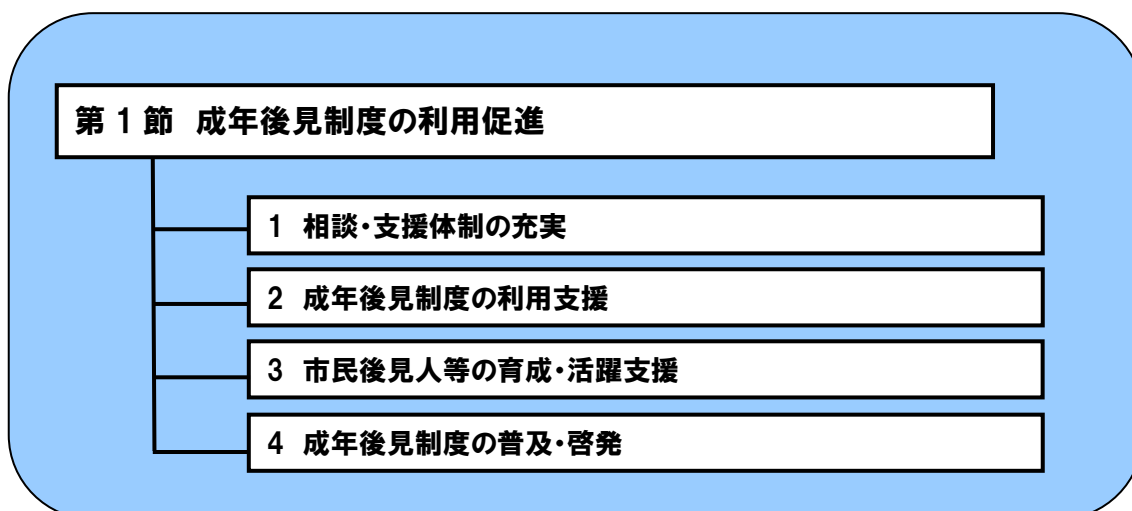 第 1 節 成年後見制度の利用促進
1 相談・支援体制の充実
2 成年後見制度の利用支援
3 市民後見人等の育成・活躍支援
4 成年後見制度の普及・啓発